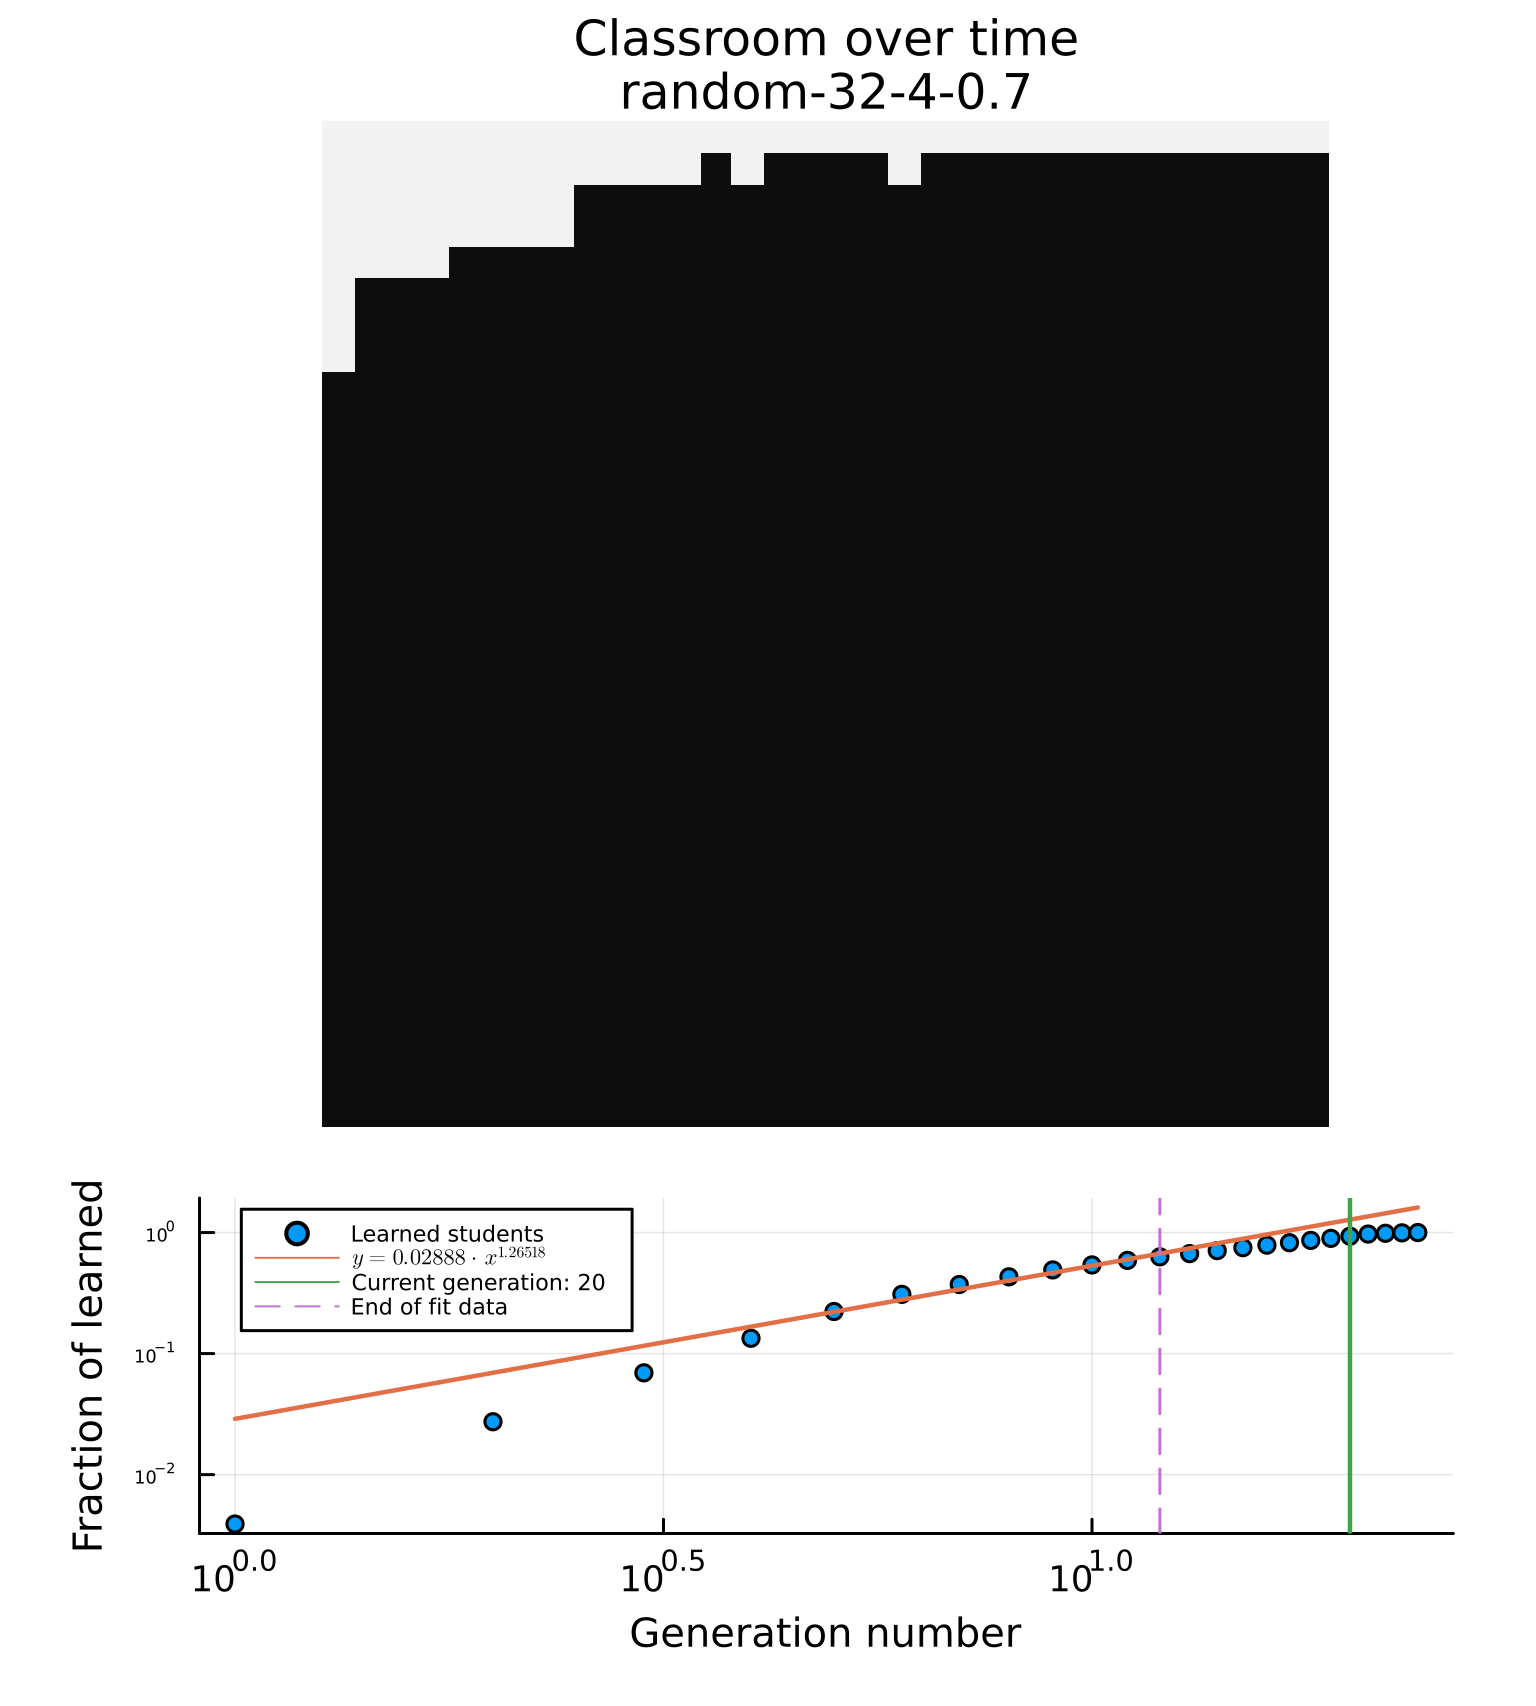 Classroom over time
random-32-4-0.7
Fraction of learned
10⁰
10⁻¹
10⁻²
Learned students
y = 0.02888 · x^1.26518
Current generation: 20
End of fit data
10^0.0
10^0.5
10^1.0
Generation number